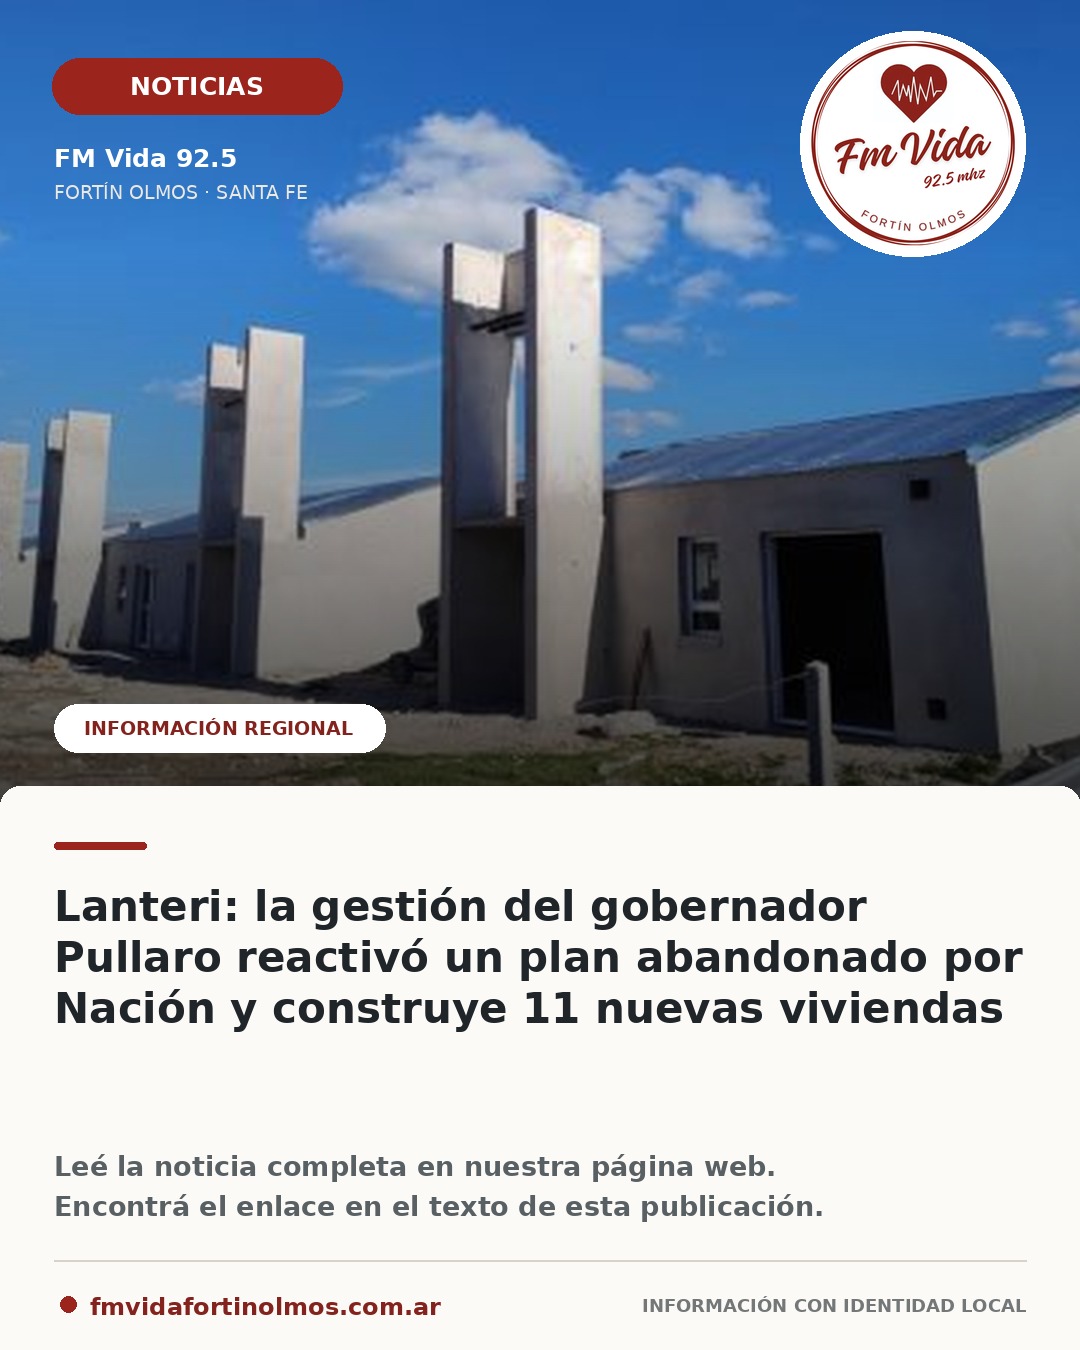 NOTICIAS
FM Vida 92.5
FORTÍN OLMOS · SANTA FE
Fm Vida
92.5 mhz
FORTÍN OLMOS
INFORMACIÓN REGIONAL
Lanteri: la gestión del gobernador
Pullaro reactivó un plan abandonado por
Nación y construye 11 nuevas viviendas
Leé la noticia completa en nuestra página web.
Encontrá el enlace en el texto de esta publicación.
fmvidafortinolmos.com.ar
INFORMACIÓN CON IDENTIDAD LOCAL